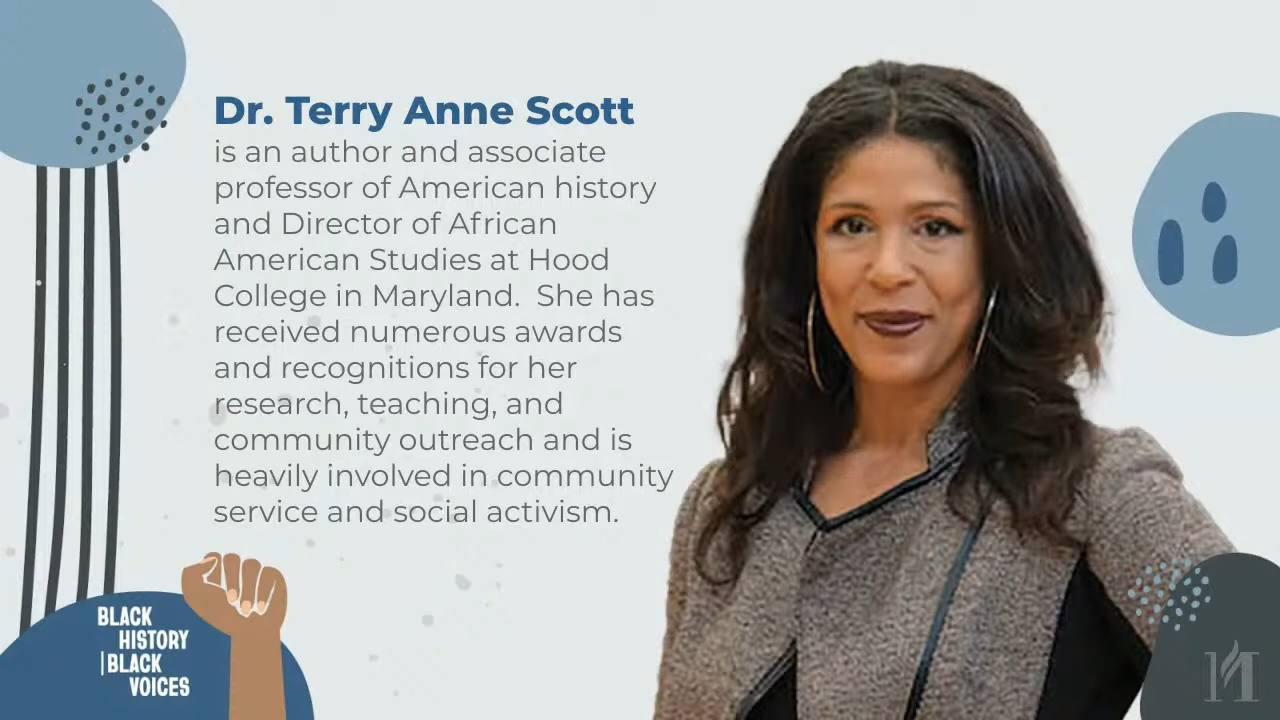 Dr. Terry Anne Scott
is an author and associate
professor of American history
and Director of African
American Studies at Hood
College in Maryland.  She has
received numerous awards
and recognitions for her
research, teaching, and
community outreach and is
heavily involved in community
service and social activism.
BLACK
HISTORY
|BLACK
VOICES